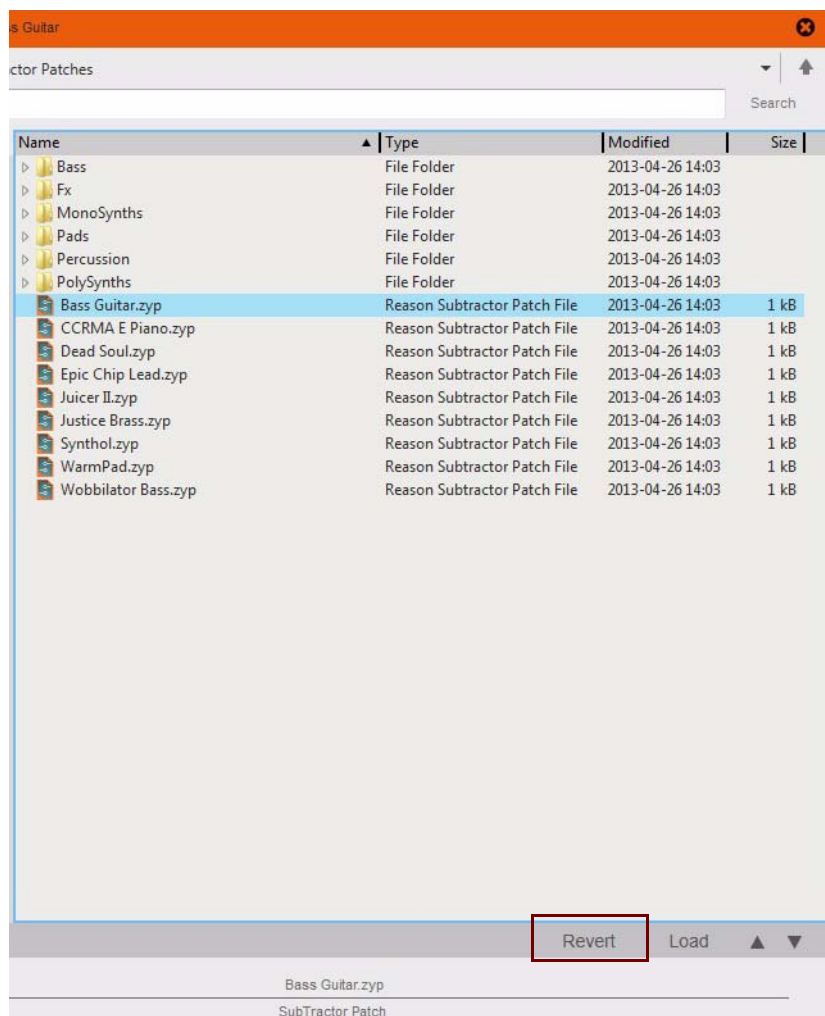 ss Guitar
ctor Patches
Search
Name Type Modified Size
Bass File Folder 2013-04-26 14:03
Fx File Folder 2013-04-26 14:03
MonoSynths File Folder 2013-04-26 14:03
Pads File Folder 2013-04-26 14:03
Percussion File Folder 2013-04-26 14:03
PolySynths File Folder 2013-04-26 14:03
Bass Guitar.zyp Reason Subtractor Patch File 2013-04-26 14:03 1 kB
CCRMA E Piano.zyp Reason Subtractor Patch File 2013-04-26 14:03 1 kB
Dead Soul.zyp Reason Subtractor Patch File 2013-04-26 14:03 1 kB
Epic Chip Lead.zyp Reason Subtractor Patch File 2013-04-26 14:03 1 kB
Juicer II.zyp Reason Subtractor Patch File 2013-04-26 14:03 1 kB
Justice Brass.zyp Reason Subtractor Patch File 2013-04-26 14:03 1 kB
Synthol.zyp Reason Subtractor Patch File 2013-04-26 14:03 1 kB
WarmPad.zyp Reason Subtractor Patch File 2013-04-26 14:03 1 kB
Wobbilator Bass.zyp Reason Subtractor Patch File 2013-04-26 14:03 1 kB
Revert Load
Bass Guitar.zyp
SubTractor Patch